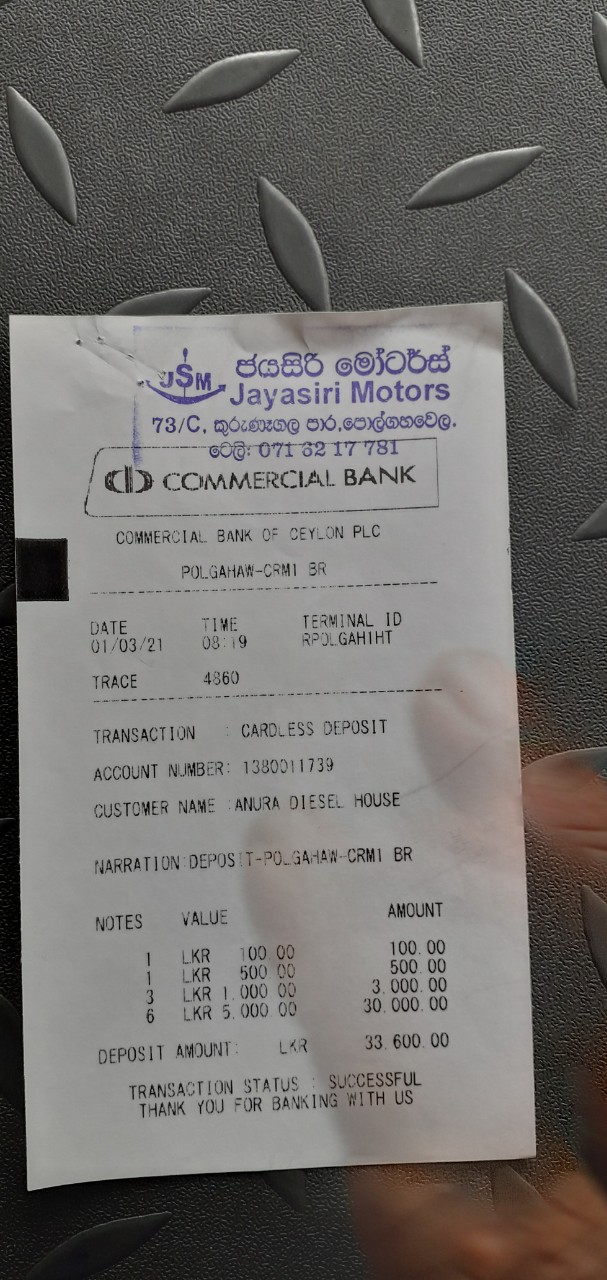 JSM ජයසිරි මෝටර්ස්
Jayasiri Motors
73/C, කුරුණෑගල පාර,පොල්ගහවෙල.
ටෙලි: 071 32 17 781
COMMERCIAL BANK
COMMERCIAL BANK OF CEYLON PLC
POLGAHAW-CRM1 BR
DATE TIME TERMINAL ID
01/03/21 08:19 RPOLGAHIHT
TRACE 4860
TRANSACTION : CARDLESS DEPOSIT
ACCOUNT NUMBER: 1380011739
CUSTOMER NAME :ANURA DIESEL HOUSE
NARRATION:DEPOSIT-POLGAHAW-CRM1 BR
NOTES VALUE AMOUNT
1 LKR 100.00 100.00
1 LKR 500.00 500.00
3 LKR 1,000.00 3,000.00
6 LKR 5,000.00 30,000.00
DEPOSIT AMOUNT: LKR 33,600.00
TRANSACTION STATUS : SUCCESSFUL
THANK YOU FOR BANKING WITH US